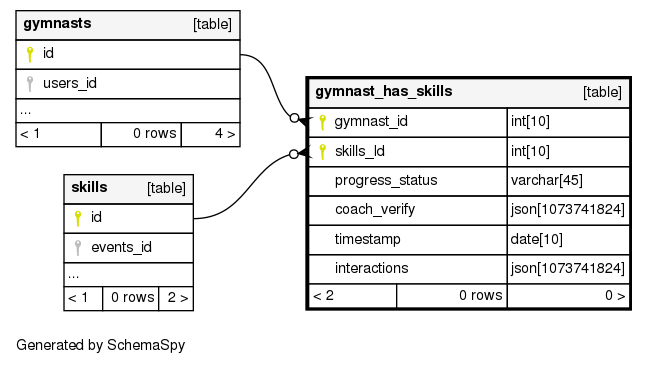 gymnasts [table]
id
users_id
...
< 1 0 rows 4 >
skills [table]
id
events_id
...
< 1 0 rows 2 >
gymnast_has_skills [table]
gymnast_id int[10]
skills_Id int[10]
progress_status varchar[45]
coach_verify json[1073741824]
timestamp date[10]
interactions json[1073741824]
< 2 0 rows 0 >
Generated by SchemaSpy